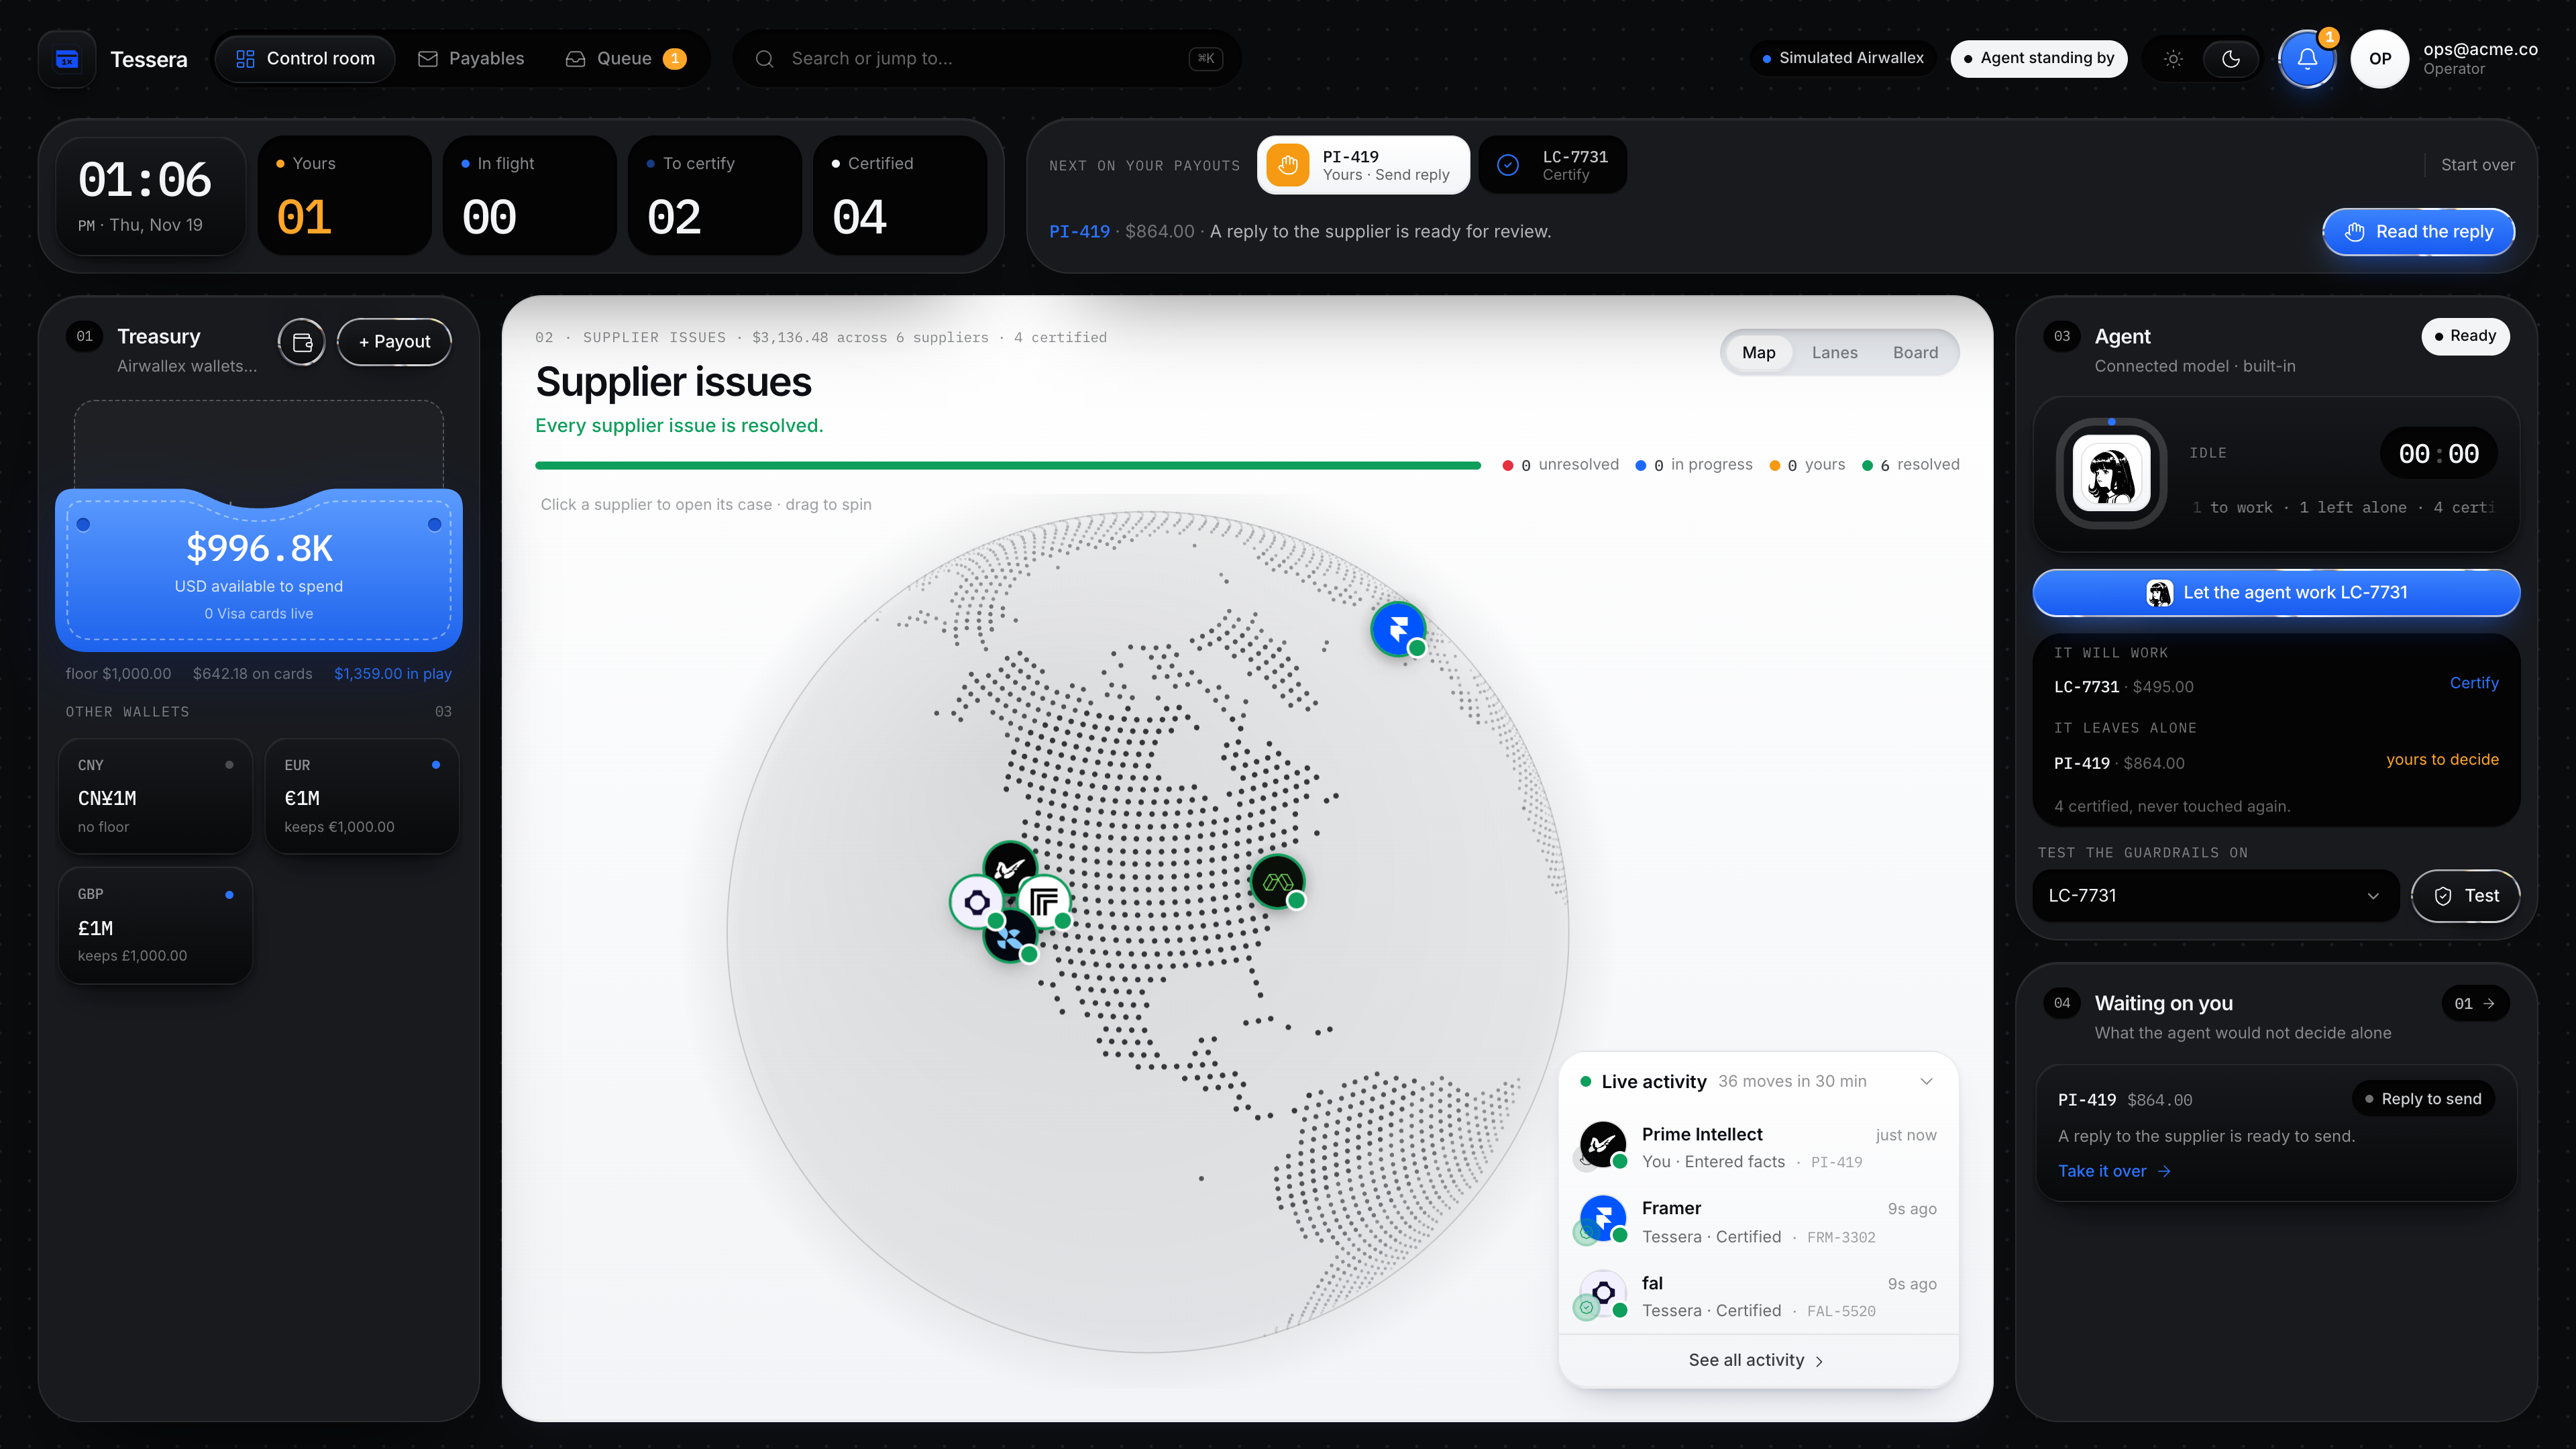 Tessera
Control room
Payables
Queue 1
Search or jump to...
⌘K
Simulated Airwallex
Agent standing by
1
OP
ops@acme.co
Operator
01:06
PM · Thu, Nov 19
Yours
01
In flight
00
To certify
02
Certified
04
NEXT ON YOUR PAYOUTS
PI-419
Yours · Send reply
LC-7731
Certify
Start over
PI-419 · $864.00 · A reply to the supplier is ready for review.
Read the reply
01
Treasury
Airwallex wallets...
+ Payout
$996.8K
USD available to spend
0 Visa cards live
floor $1,000.00
$642.18 on cards
$1,359.00 in play
OTHER WALLETS
03
CNY
CN¥1M
no floor
EUR
€1M
keeps €1,000.00
GBP
£1M
keeps £1,000.00
02 · SUPPLIER ISSUES · $3,136.48 across 6 suppliers · 4 certified
Supplier issues
Every supplier issue is resolved.
Map
Lanes
Board
0 unresolved
0 in progress
0 yours
6 resolved
Click a supplier to open its case · drag to spin
Live activity 36 moves in 30 min
Prime Intellect
just now
You · Entered facts · PI-419
Framer
9s ago
Tessera · Certified · FRM-3302
fal
9s ago
Tessera · Certified · FAL-5520
See all activity
03
Agent
Connected model · built-in
Ready
IDLE
00:00
1 to work · 1 left alone · 4 certi
Let the agent work LC-7731
IT WILL WORK
LC-7731 · $495.00
Certify
IT LEAVES ALONE
PI-419 · $864.00
yours to decide
4 certified, never touched again.
TEST THE GUARDRAILS ON
LC-7731
Test
04
Waiting on you
What the agent would not decide alone
01 →
PI-419 $864.00
Reply to send
A reply to the supplier is ready to send.
Take it over →